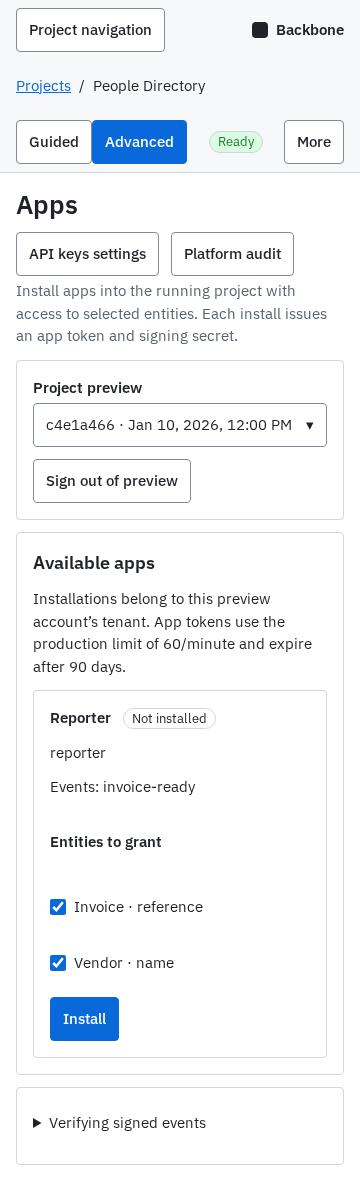 Project navigation
Backbone
Projects / People Directory
Guided
Advanced
Ready
More
Apps
API keys settings
Platform audit
Install apps into the running project with
access to selected entities. Each install issues
an app token and signing secret.
Project preview
c4e1a466 · Jan 10, 2026, 12:00 PM
Sign out of preview
Available apps
Installations belong to this preview
account’s tenant. App tokens use the
production limit of 60/minute and expire
after 90 days.
Reporter
Not installed
reporter
Events: invoice-ready
Entities to grant
Invoice · reference
Vendor · name
Install
Verifying signed events